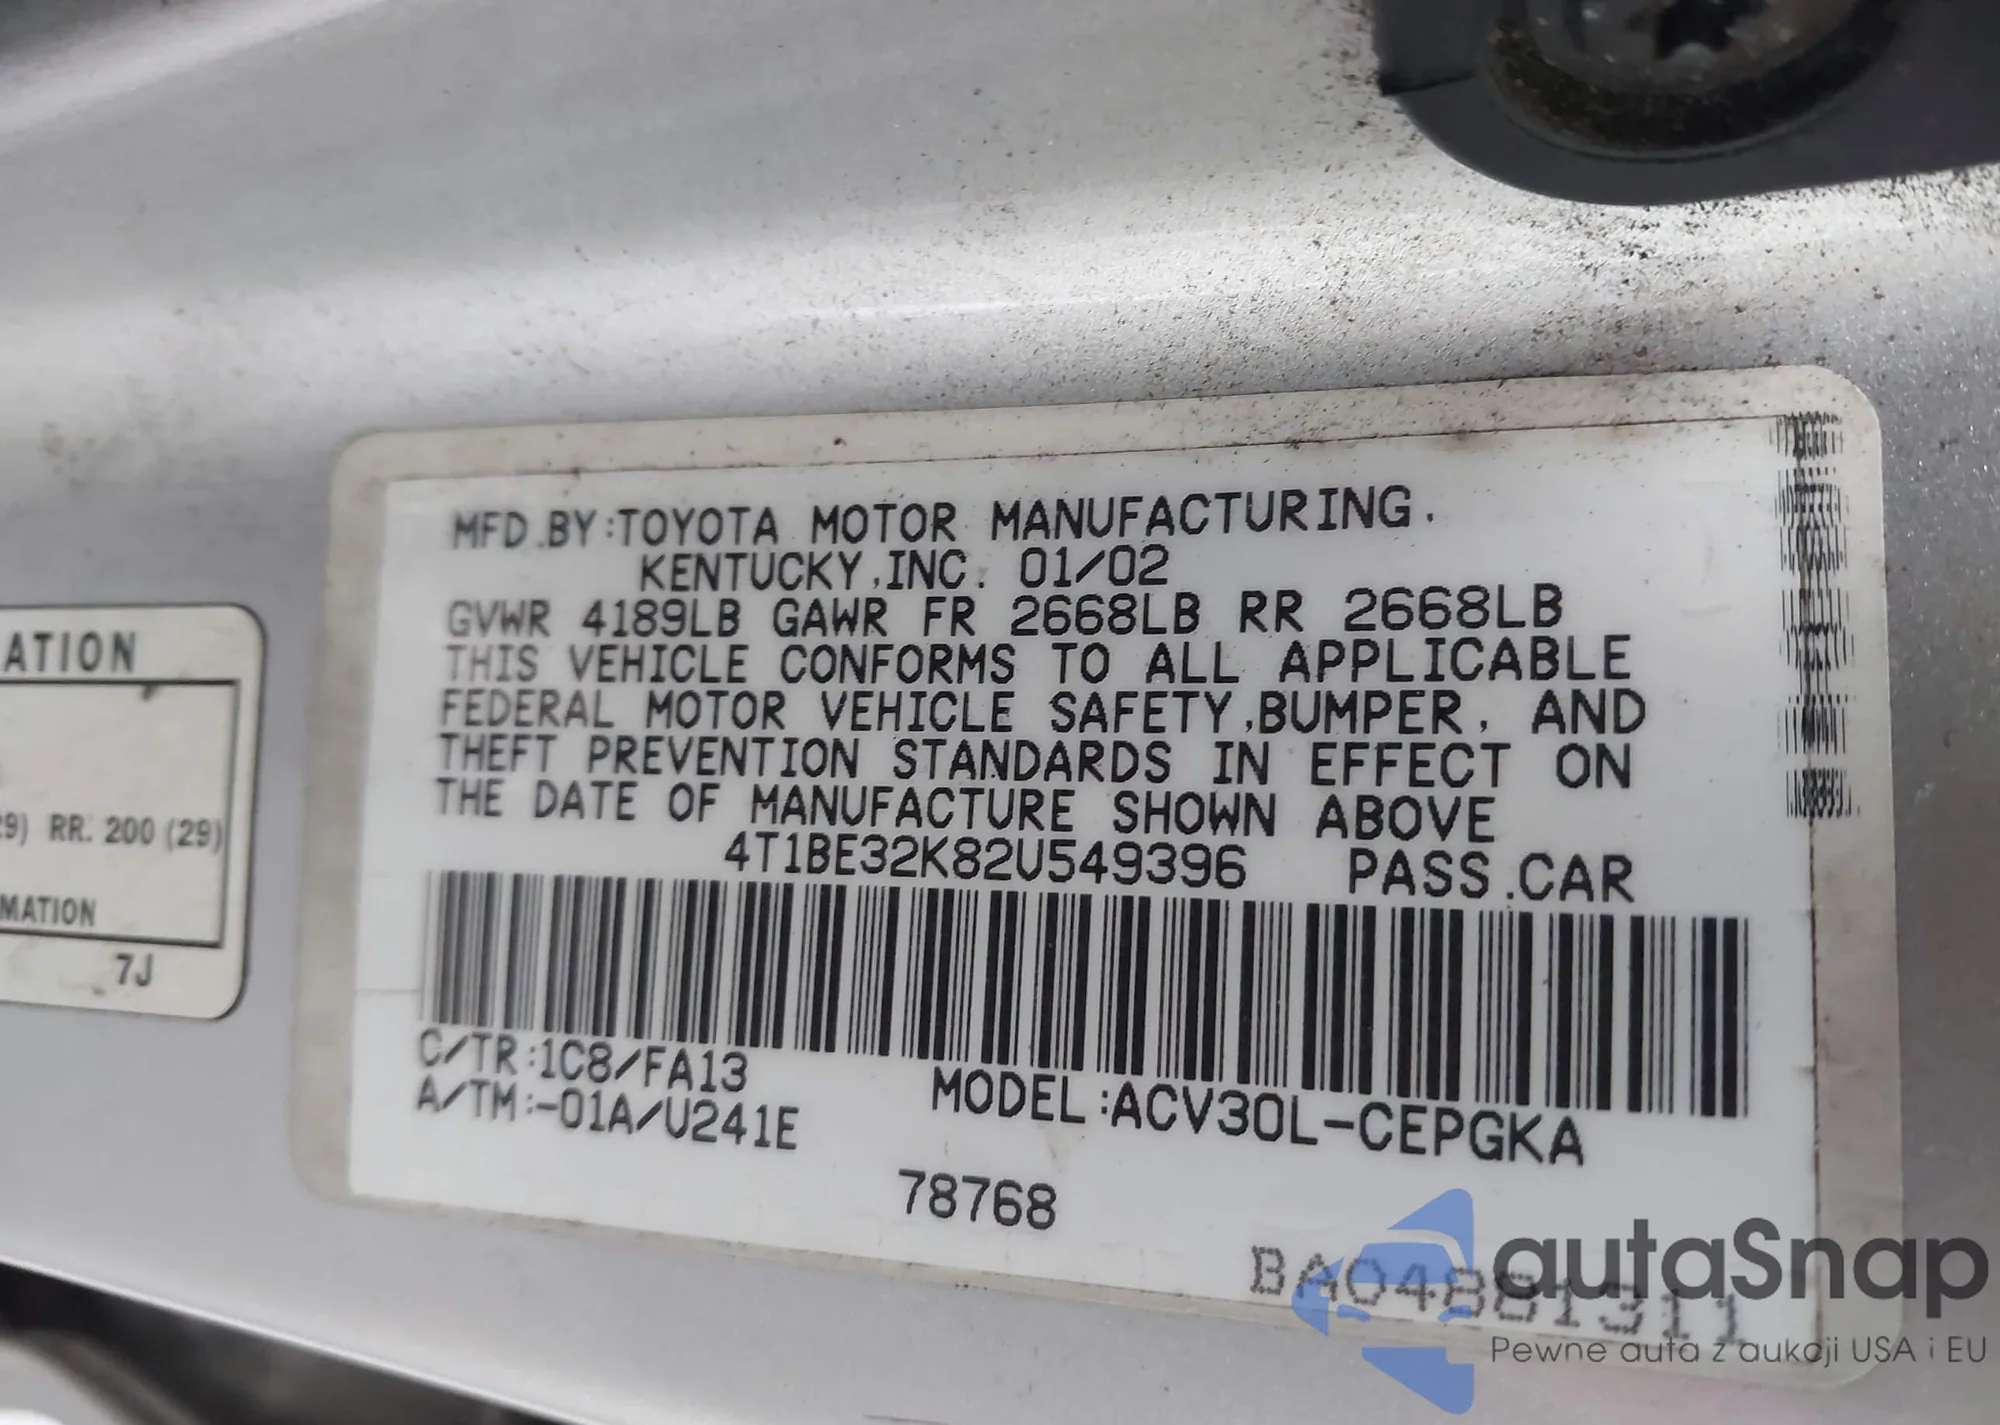 ATION
29) RR. 200 (29)
MATION
7J
MFD.BY:TOYOTA MOTOR MANUFACTURING.
KENTUCKY,INC. 01/02
GVWR 4189LB GAWR FR 2668LB RR 2668LB
THIS VEHICLE CONFORMS TO ALL APPLICABLE
FEDERAL MOTOR VEHICLE SAFETY,BUMPER, AND
THEFT PREVENTION STANDARDS IN EFFECT ON
THE DATE OF MANUFACTURE SHOWN ABOVE
4T1BE32K82U549396 PASS.CAR
C/TR:1C8/FA13
A/TM:-01A/U241E
MODEL:ACV30L-CEPGKA
78768
autaSnap
Pewne auta z aukcji USA i EU